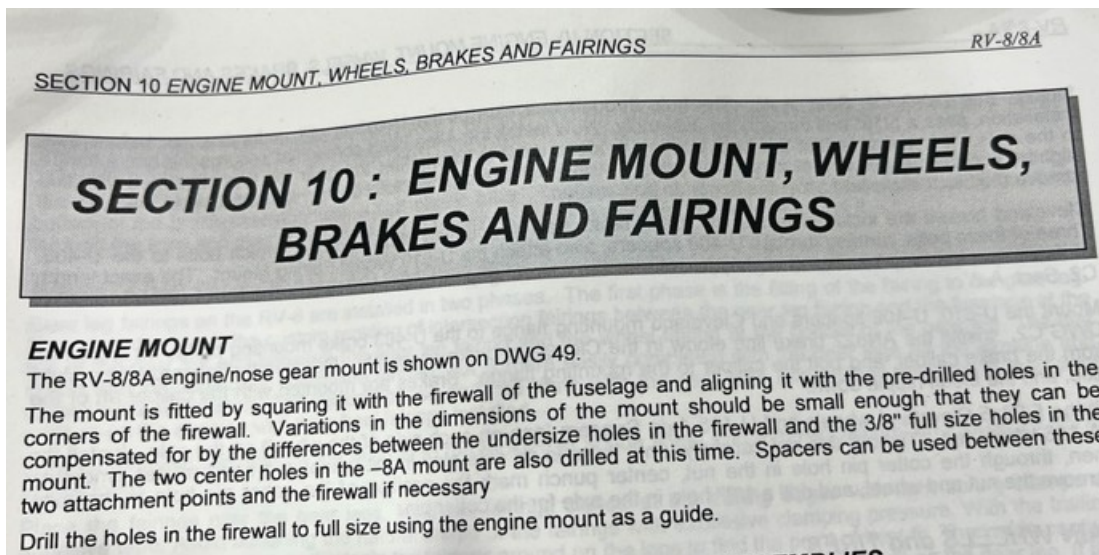 SECTION 10 ENGINE MOUNT, WHEELS, BRAKES AND FAIRINGS
RV-8/8A
SECTION 10 : ENGINE MOUNT, WHEELS,
BRAKES AND FAIRINGS
ENGINE MOUNT
The RV-8/8A engine/nose gear mount is shown on DWG 49.
The mount is fitted by squaring it with the firewall of the fuselage and aligning it with the pre-drilled holes in the
corners of the firewall. Variations in the dimensions of the mount should be small enough that they can be
compensated for by the differences between the undersize holes in the firewall and the 3/8" full size holes in the
mount. The two center holes in the –8A mount are also drilled at this time. Spacers can be used between these
two attachment points and the firewall if necessary
Drill the holes in the firewall to full size using the engine mount as a guide.